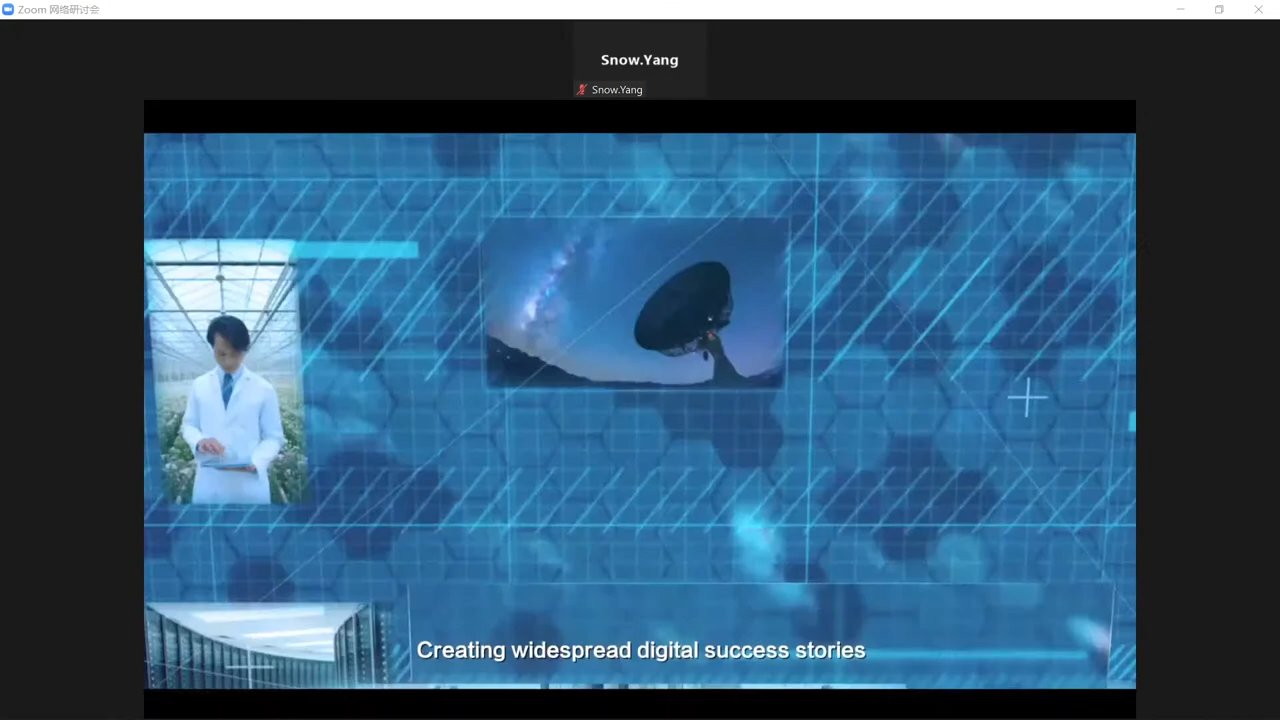 Zoom 网络研讨会
Snow.Yang
Snow.Yang
Creating widespread digital success stories